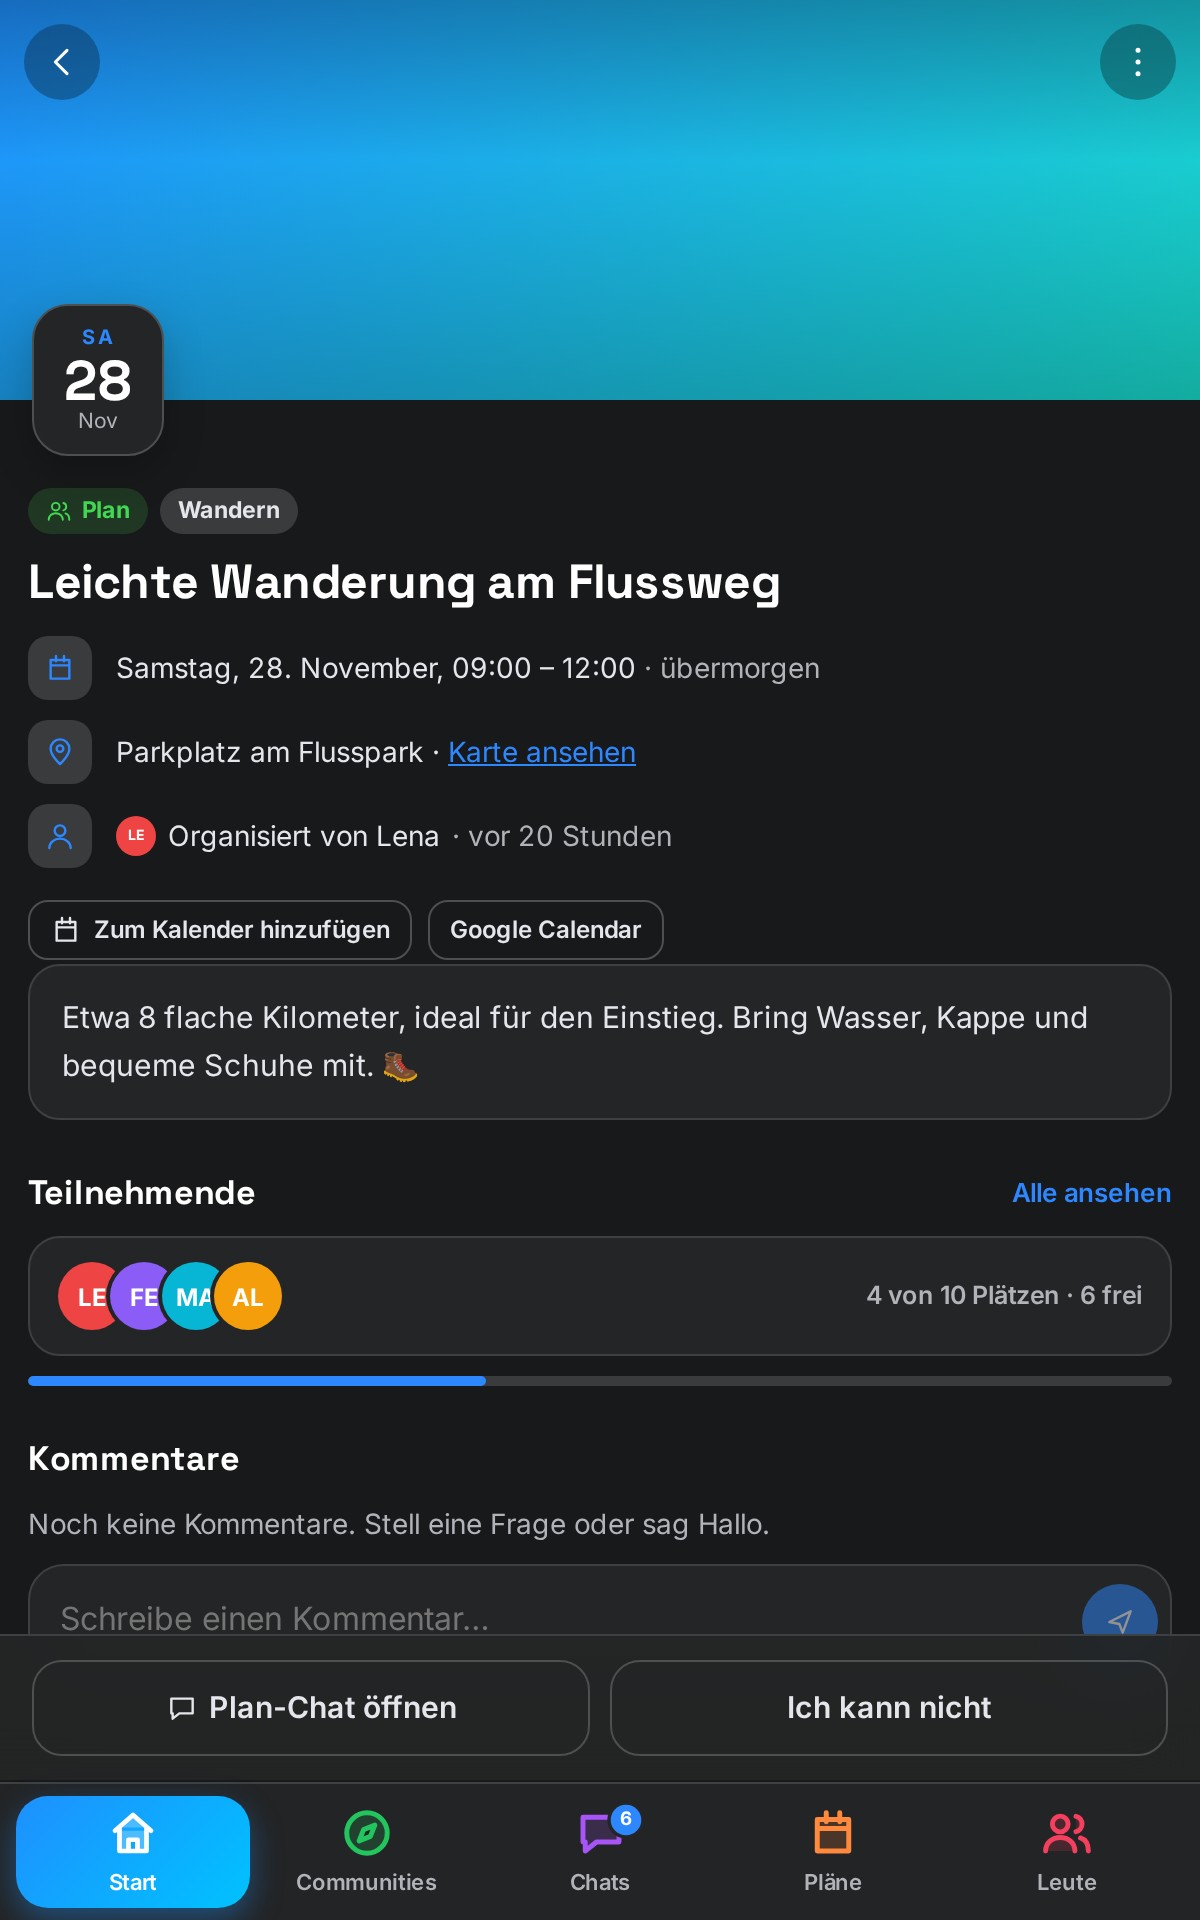 SA
28
Nov
Plan
Wandern
Leichte Wanderung am Flussweg
Samstag, 28. November, 09:00 – 12:00 · übermorgen
Parkplatz am Flusspark · Karte ansehen
LE Organisiert von Lena · vor 20 Stunden
Zum Kalender hinzufügen
Google Calendar
Etwa 8 flache Kilometer, ideal für den Einstieg. Bring Wasser, Kappe und
bequeme Schuhe mit. 🥾
Teilnehmende
Alle ansehen
LE FE MA AL
4 von 10 Plätzen · 6 frei
Kommentare
Noch keine Kommentare. Stell eine Frage oder sag Hallo.
Schreibe einen Kommentar...
Plan-Chat öffnen
Ich kann nicht
6
Start
Communities
Chats
Pläne
Leute